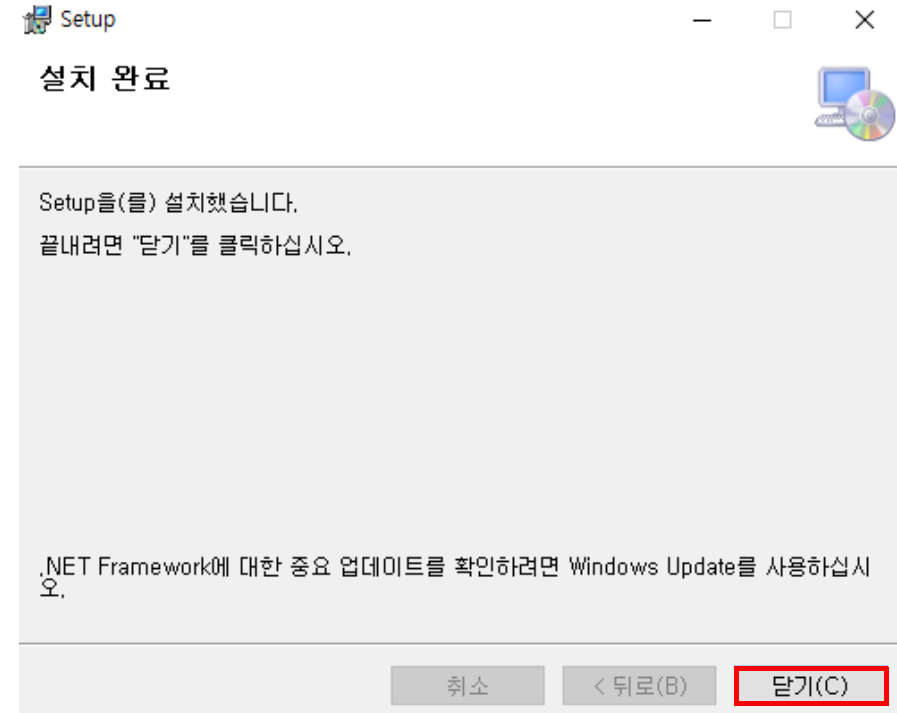 Setup
설치 완료
Setup을(를) 설치했습니다.
끝내려면 "닫기"를 클릭하십시오.
.NET Framework에 대한 중요 업데이트를 확인하려면 Windows Update를 사용하십시
오.
취소
< 뒤로(B)
닫기(C)